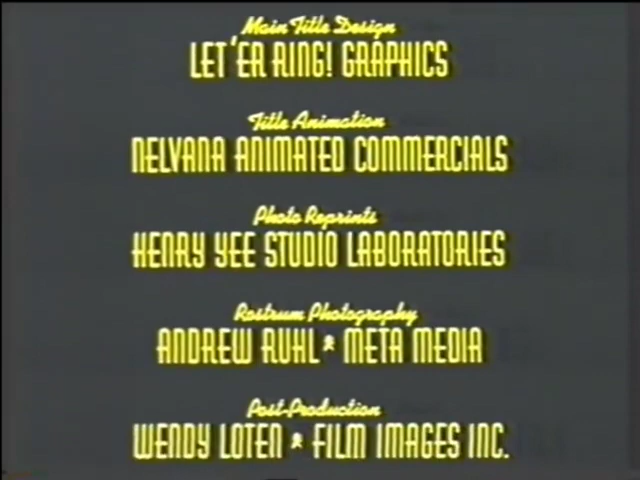 Main Title Design
LET'ER RING! GRAPHICS
Title Animation
NELVANA ANIMATED COMMERCIALS
Photo Reprints
HENRY YEE STUDIO LABORATORIES
Rostrum Photography
ANDREW RUHL * META MEDIA
Post-Production
WENDY LOTEN * FILM IMAGES INC.